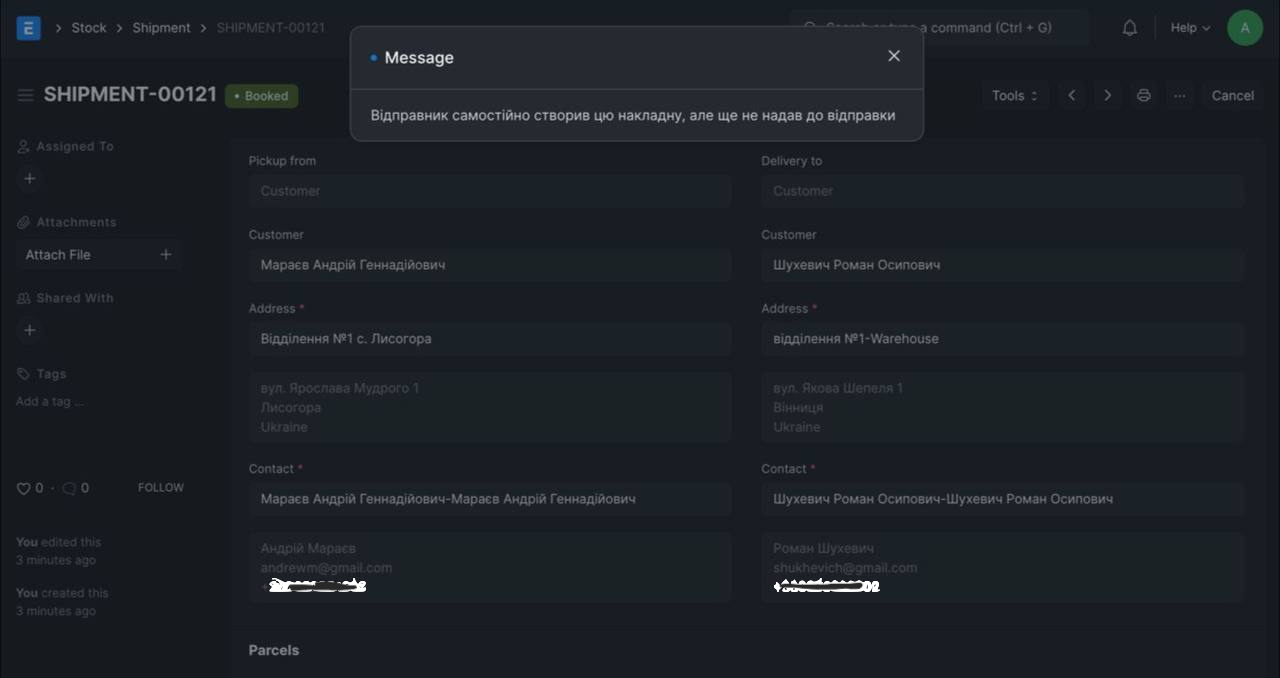 Stock > Shipment > SHIPMENT-00121
Search or type a command (Ctrl + G)
Help
A
Message
Відправник самостійно створив цю накладну, але ще не надав до відправки
SHIPMENT-00121
Booked
Tools
Cancel
Assigned To
Attachments
Attach File
Shared With
Tags
Add a tag ...
0 · 0
FOLLOW
You edited this
3 minutes ago
You created this
3 minutes ago
Pickup from
Customer
Customer
Мараєв Андрій Геннадійович
Address *
Відділення №1 с. Лисогора
вул. Ярослава Мудрого 1
Лисогора
Ukraine
Contact *
Мараєв Андрій Геннадійович-Мараєв Андрій Геннадійович
Андрій Мараєв
andrewm@gmail.com
Delivery to
Customer
Customer
Шухевич Роман Осипович
Address *
відділення №1-Warehouse
вул. Якова Шепеля 1
Вінниця
Ukraine
Contact *
Шухевич Роман Осипович-Шухевич Роман Осипович
Роман Шухевич
shukhevich@gmail.com
Parcels